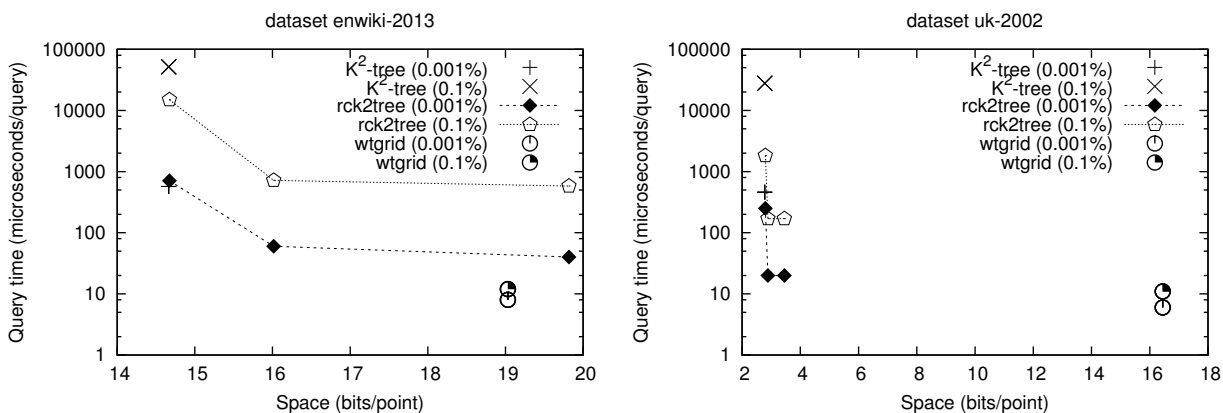 dataset enwiki-2013
Query time (microseconds/query)
100000
10000
1000
100
10
1
K²-tree (0.001%)
K²-tree (0.1%)
rck2tree (0.001%)
rck2tree (0.1%)
wtgrid (0.001%)
wtgrid (0.1%)
14 15 16 17 18 19 20
Space (bits/point)
dataset uk-2002
Query time (microseconds/query)
100000
10000
1000
100
10
1
K²-tree (0.001%)
K²-tree (0.1%)
rck2tree (0.001%)
rck2tree (0.1%)
wtgrid (0.001%)
wtgrid (0.1%)
2 4 6 8 10 12 14 16 18
Space (bits/point)